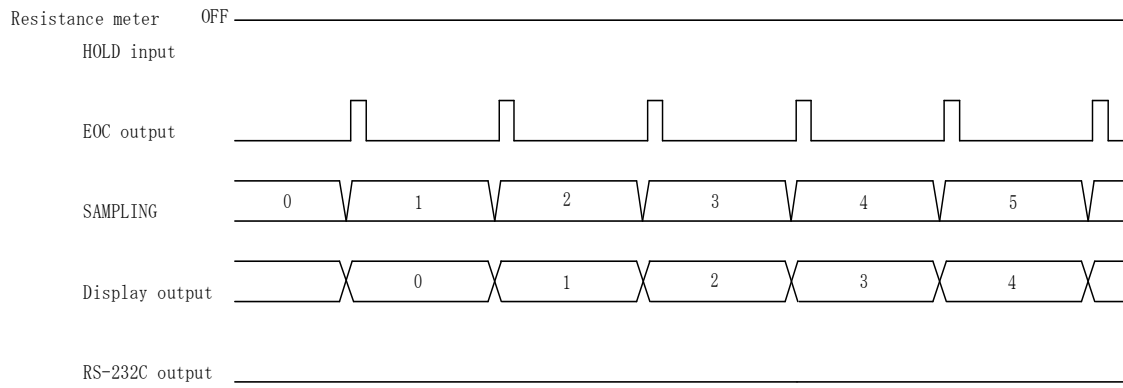 Resistance meter OFF
HOLD input
EOC output
SAMPLING 0 1 2 3 4 5
Display output 0 1 2 3 4
RS-232C output